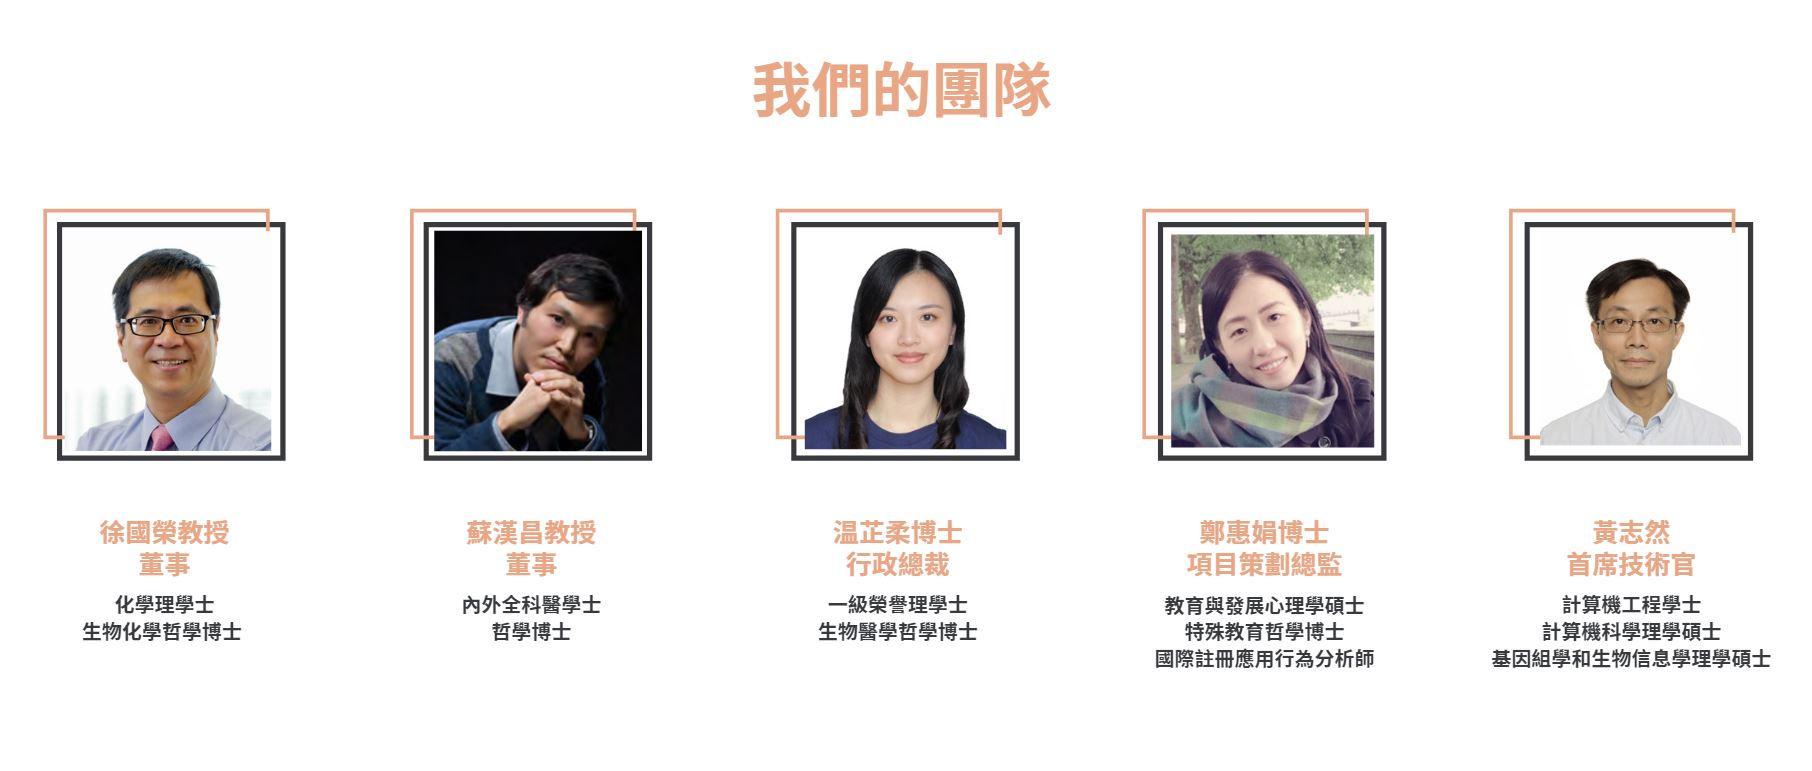 我們的團隊
徐國榮教授
董事
化學理學士
生物化學哲學博士
蘇漢昌教授
董事
內外全科醫學士
哲學博士
温芷柔博士
行政總裁
一級榮譽理學士
生物醫學哲學博士
鄭惠娟博士
項目策劃總監
教育與發展心理學碩士
特殊教育哲學博士
國際註冊應用行為分析師
黃志然
首席技術官
計算機工程學士
計算機科學理學碩士
基因組學和生物信息學理學碩士